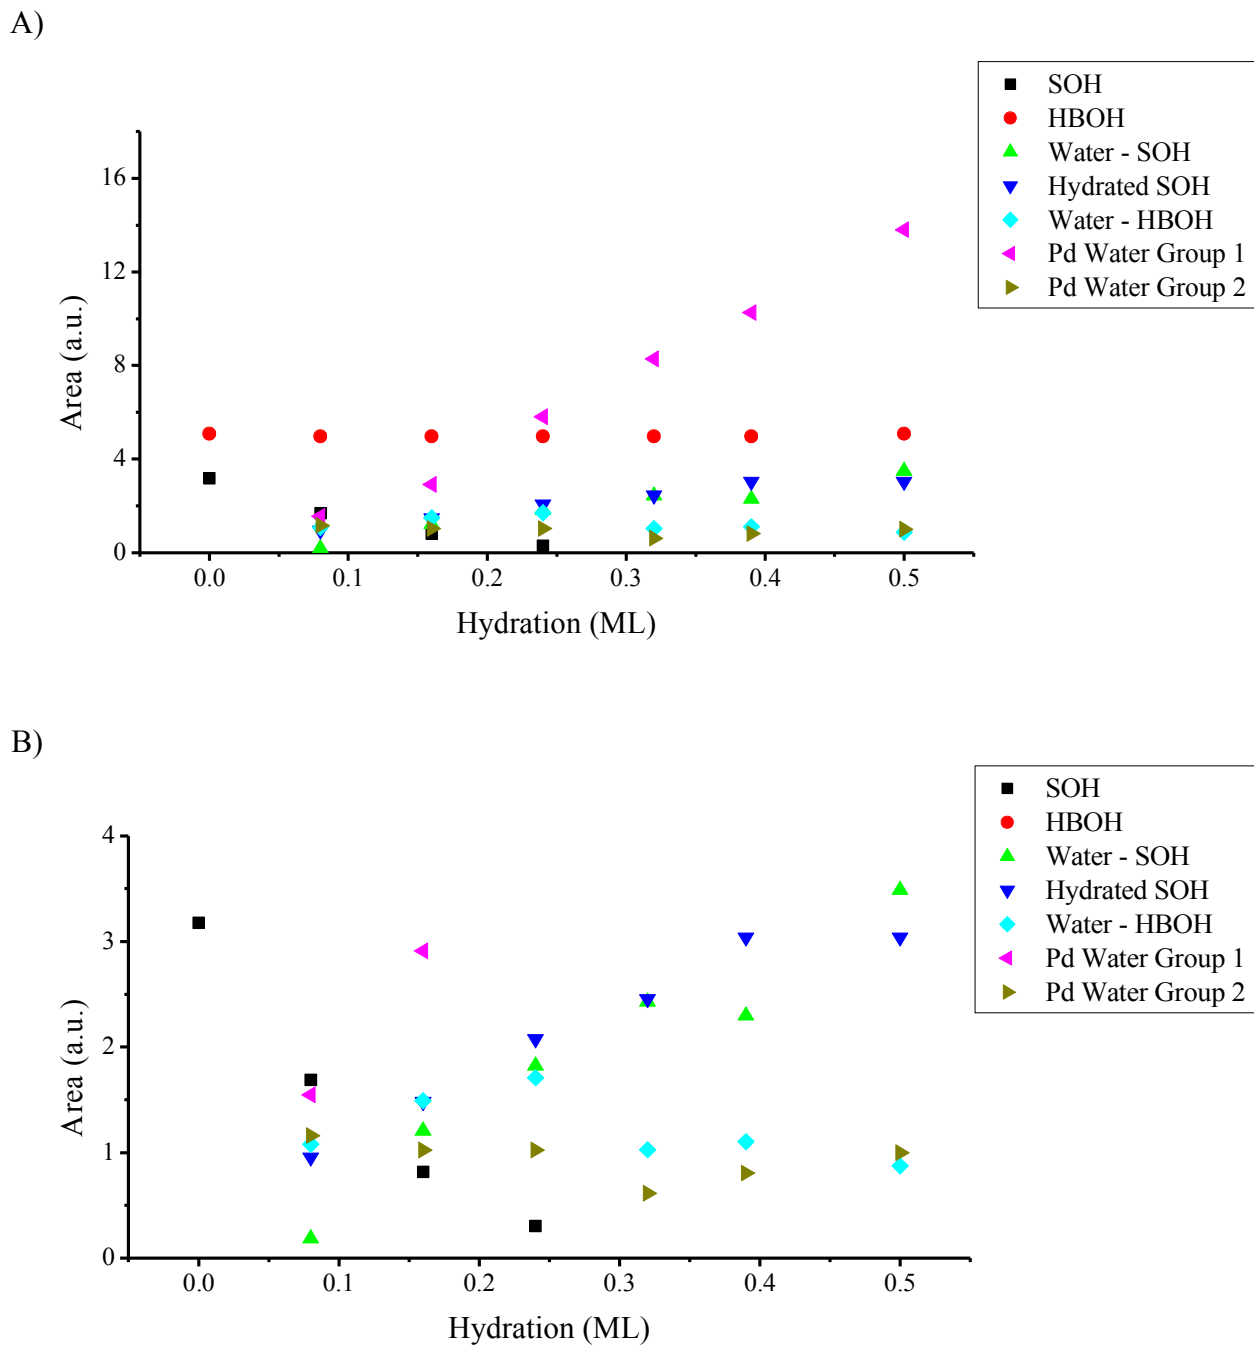 A)
SOH
HBOH
Water - SOH
Hydrated SOH
Water - HBOH
Pd Water Group 1
Pd Water Group 2
16
12
8
4
0
Area (a.u.)
0.0 0.1 0.2 0.3 0.4 0.5
Hydration (ML)
B)
SOH
HBOH
Water - SOH
Hydrated SOH
Water - HBOH
Pd Water Group 1
Pd Water Group 2
4
3
2
1
0
Area (a.u.)
0.0 0.1 0.2 0.3 0.4 0.5
Hydration (ML)